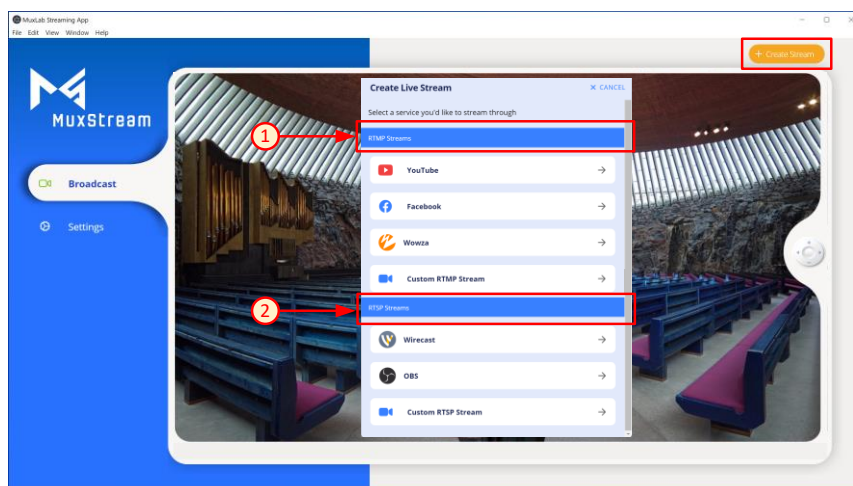 MuxLab Streaming App
File Edit View Window Help
+ Create Stream
MuxStream
Broadcast
Settings
Create Live Stream
× CANCEL
Select a service you'd like to stream through
1
RTMP Streams
YouTube
Facebook
Wowza
Custom RTMP Stream
2
RTSP Streams
Wirecast
OBS
Custom RTSP Stream